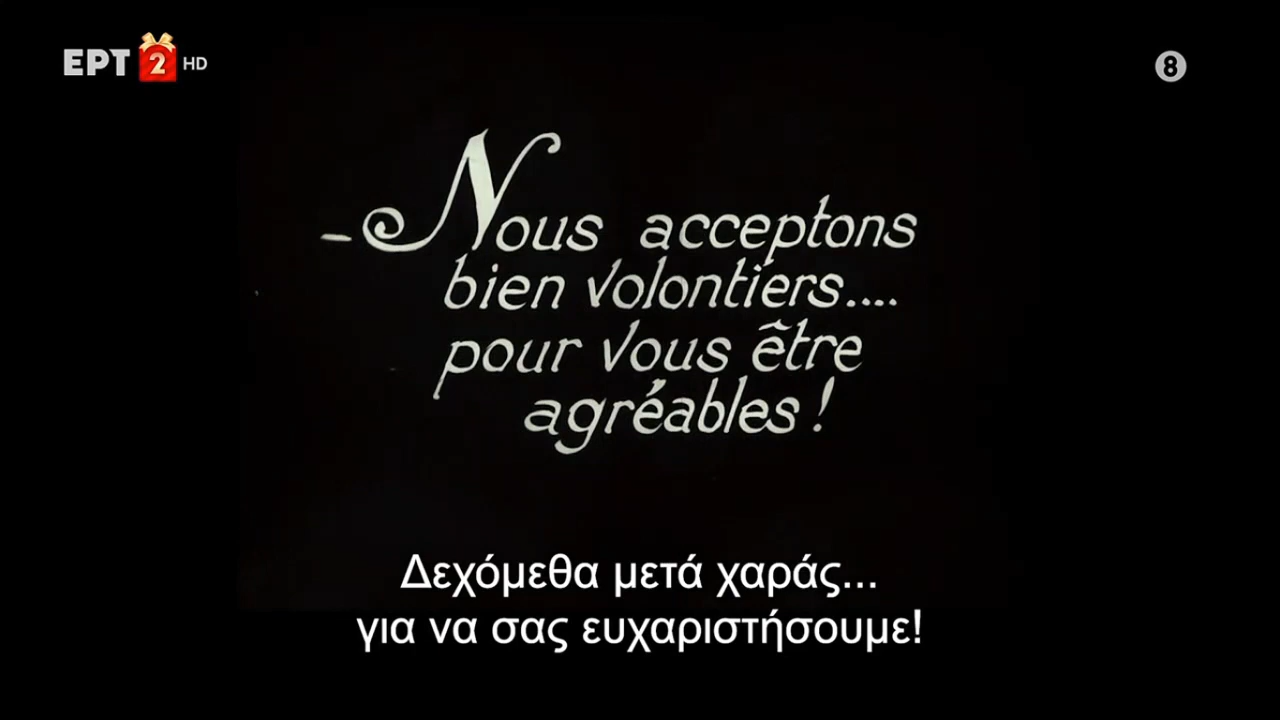 ΕΡΤ 2 HD
8
-Nous acceptons
bien volontiers....
pour vous être
agréables !
Δεχόμεθα μετά χαράς...
για να σας ευχαριστήσουμε!